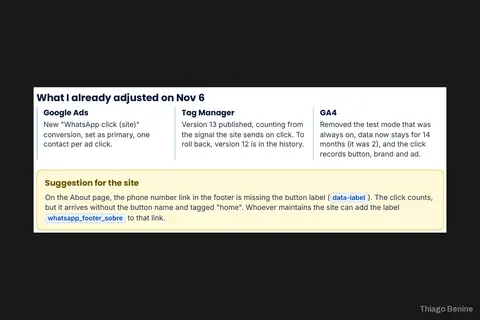 What I already adjusted on Nov 6
Google Ads
New "WhatsApp click (site)"
conversion, set as primary, one
contact per ad click.
Tag Manager
Version 13 published, counting from
the signal the site sends on click. To
roll back, version 12 is in the history.
GA4
Removed the test mode that was
always on, data now stays for 14
months (it was 2), and the click
records button, brand and ad.
Suggestion for the site
On the About page, the phone number link in the footer is missing the button label ( data-label ). The click counts,
but it arrives without the button name and tagged "home". Whoever maintains the site can add the label
whatsapp_footer_sobre to that link.
Thiago Benine